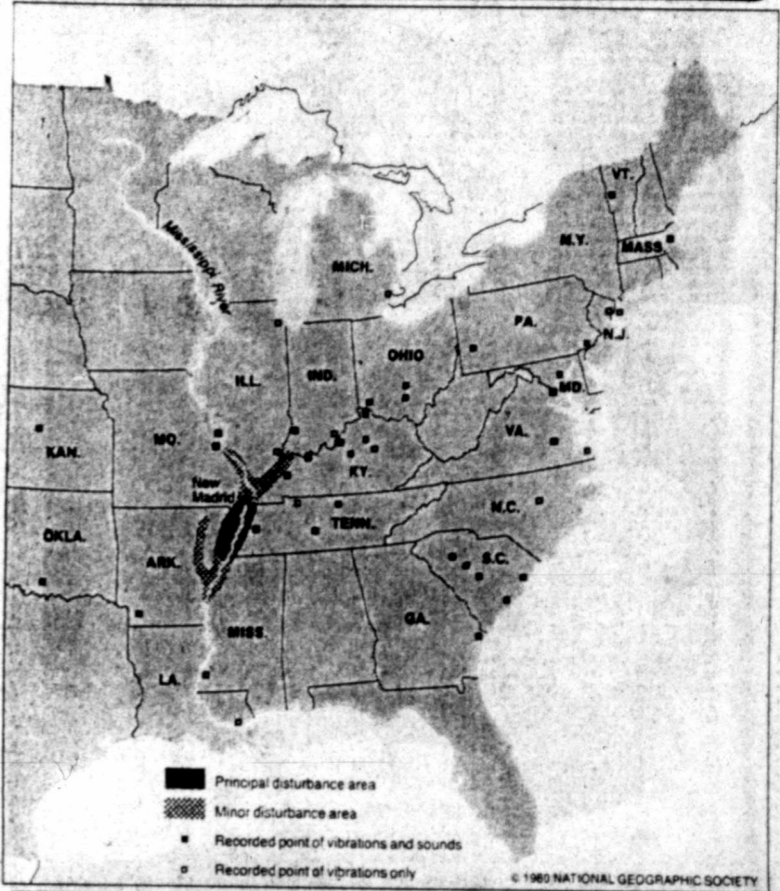 VT.
N.Y.
MASS.
MICH.
Mississippi River
PA.
N.J.
OHIO
ILL.
IND.
MD.
VA.
KAN.
MO.
KY.
New
Madrid
N.C.
TENN.
OKLA.
ARK.
S.C.
MISS.
GA.
LA.
Principal disturbance area
Minor disturbance area
Recorded point of vibrations and sounds
Recorded point of vibrations only
© 1980 NATIONAL GEOGRAPHIC SOCIETY